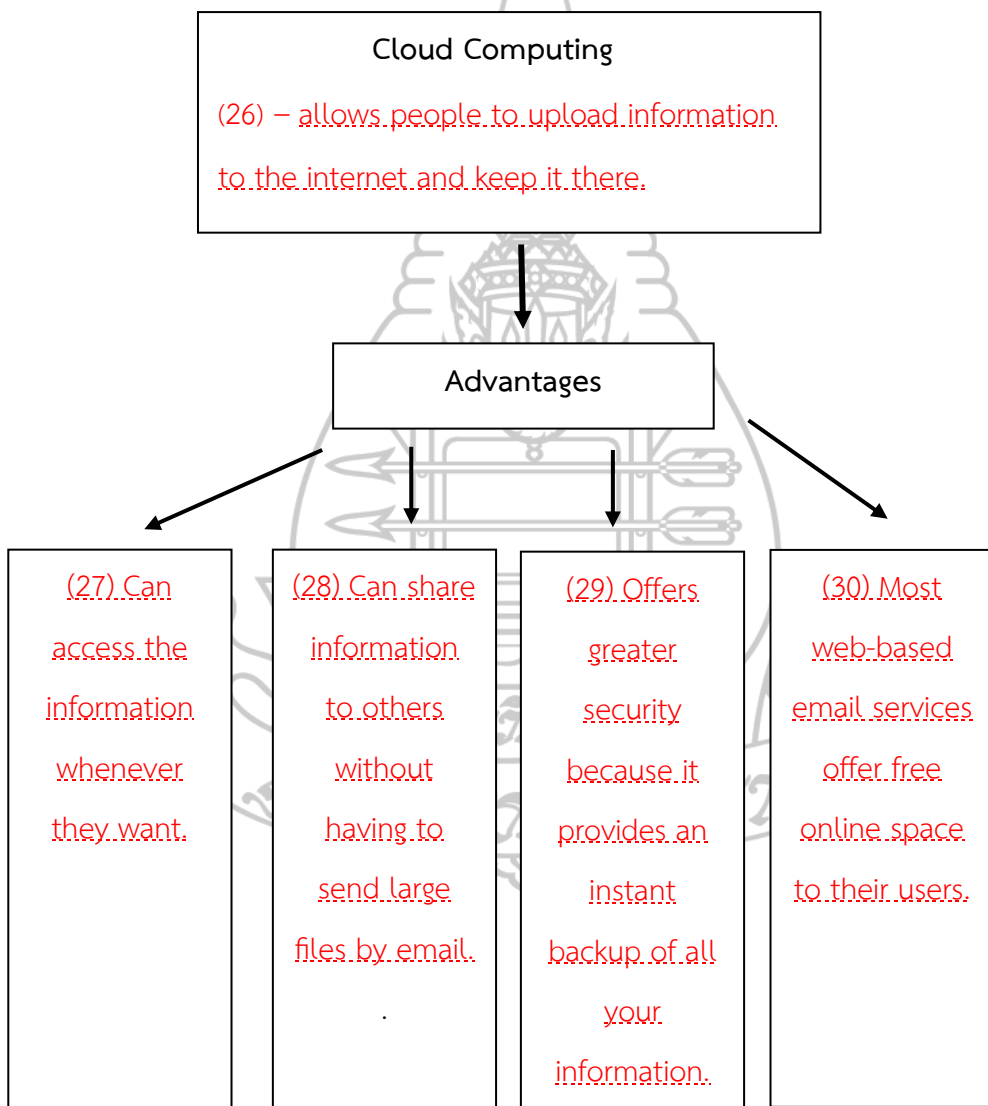 Cloud Computing
(26) – allows people to upload information
to the internet and keep it there.
Advantages
(27) Can
access the
information
whenever
they want.
(28) Can share
information
to others
without
having to
send large
files by email.
.
(29) Offers
greater
security
because it
provides an
instant
backup of all
your
information.
(30) Most
web-based
email services
offer free
online space
to their users.